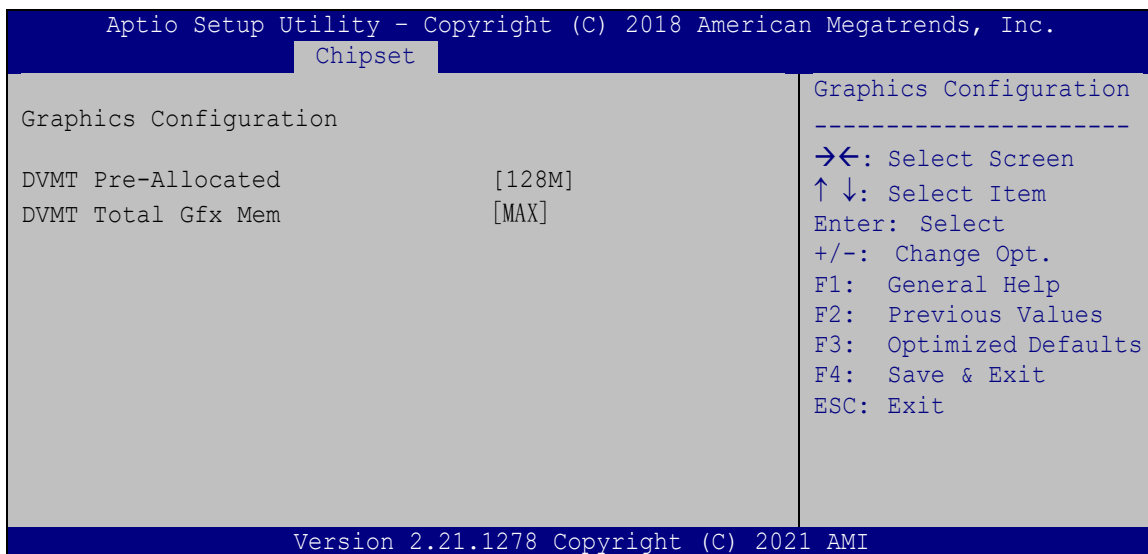 Aptio Setup Utility – Copyright (C) 2018 American Megatrends, Inc.
Chipset
Graphics Configuration
DVMT Pre-Allocated [128M]
DVMT Total Gfx Mem [MAX]
Graphics Configuration
----------------------
→←: Select Screen
↑ ↓: Select Item
Enter: Select
+/-: Change Opt.
F1: General Help
F2: Previous Values
F3: Optimized Defaults
F4: Save & Exit
ESC: Exit
Version 2.21.1278 Copyright (C) 2021 AMI